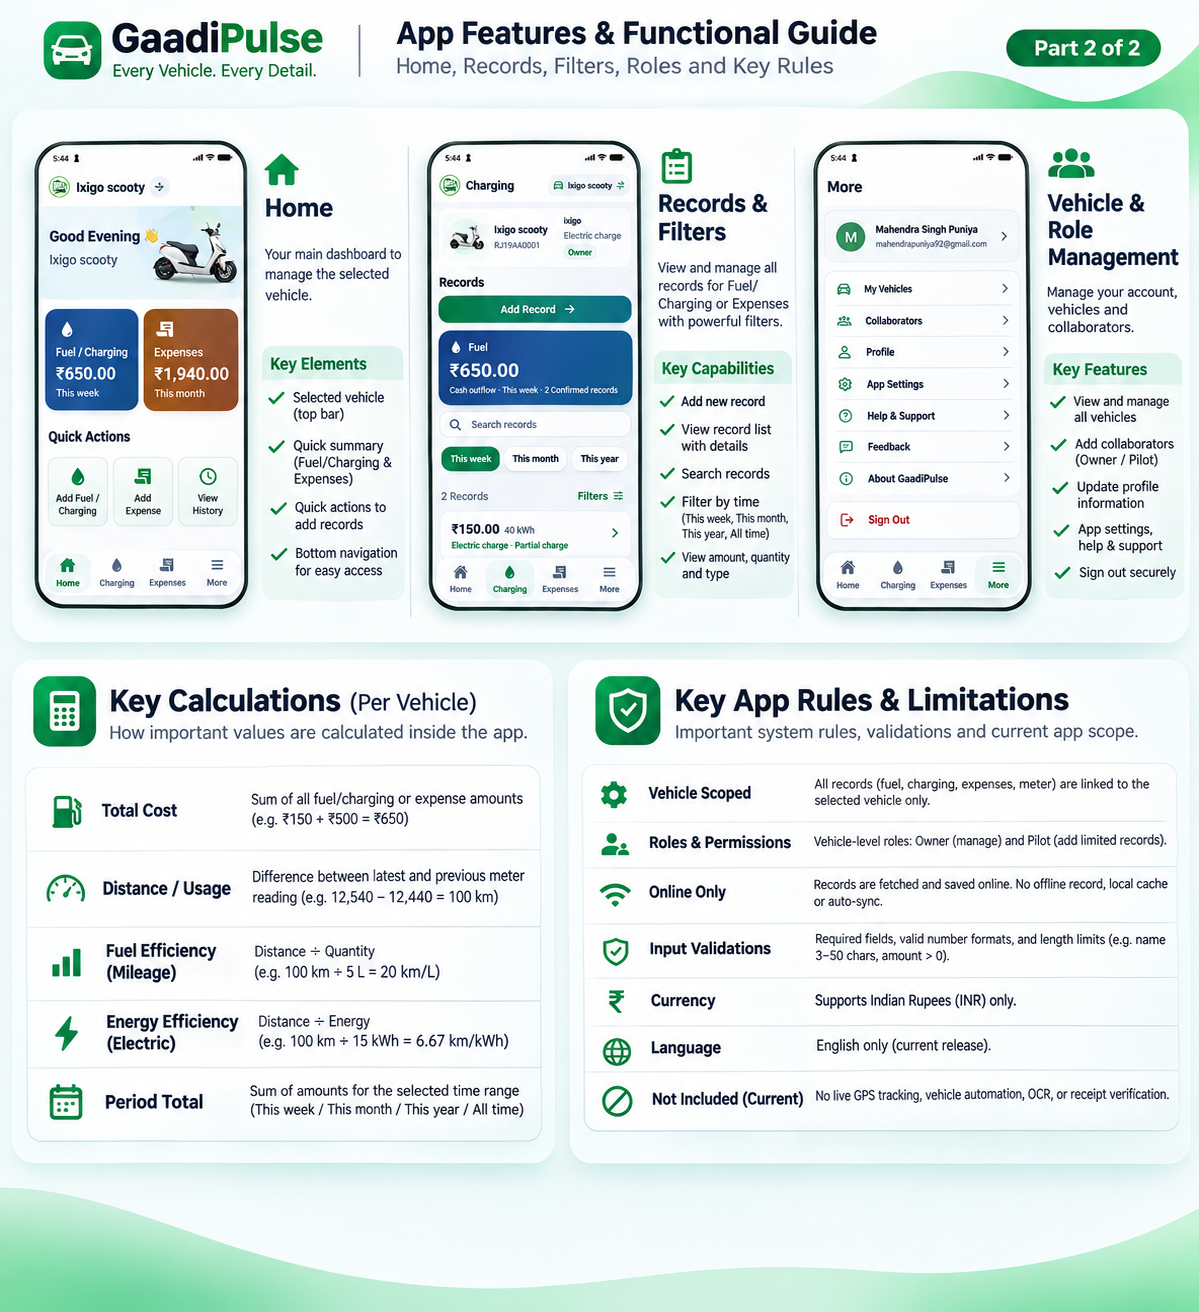 GaadiPulse
Every Vehicle. Every Detail.
App Features & Functional Guide
Home, Records, Filters, Roles and Key Rules
Part 2 of 2
5:44
Ixigo scooty
Good Evening 👋
Ixigo scooty
Fuel / Charging
₹650.00
This week
Expenses
₹1,940.00
This month
Quick Actions
Add Fuel /
Charging
Add
Expense
View
History
Home
Charging
Expenses
More
Home
Your main dashboard to
manage the selected
vehicle.
Key Elements
Selected vehicle
(top bar)
Quick summary
(Fuel/Charging &
Expenses)
Quick actions to
add records
Bottom navigation
for easy access
5:44
Charging
Ixigo scooty
Ixigo scooty
RJ19AA0001
ixigo
Electric charge
Owner
Records
Add Record
Fuel
₹650.00
Cash outflow · This week · 2 Confirmed records
Search records
This week
This month
This year
2 Records
Filters
₹150.00 40 kWh
Electric charge · Partial charge
Home
Charging
Expenses
More
Records &
Filters
View and manage all
records for Fuel/
Charging or Expenses
with powerful filters.
Key Capabilities
Add new record
View record list
with details
Search records
Filter by time
(This week, This month,
This year, All time)
View amount, quantity
and type
5:44
More
M
Mahendra Singh Puniya
mahendrapuniya92@gmail.com
My Vehicles
Collaborators
Profile
App Settings
Help & Support
Feedback
About GaadiPulse
Sign Out
Home
Charging
Expenses
More
Vehicle &
Role
Management
Manage your account,
vehicles and
collaborators.
Key Features
View and manage
all vehicles
Add collaborators
(Owner / Pilot)
Update profile
information
App settings,
help & support
Sign out securely
Key Calculations (Per Vehicle)
How important values are calculated inside the app.
Total Cost
Sum of all fuel/charging or expense amounts
(e.g. ₹150 + ₹500 = ₹650)
Distance / Usage
Difference between latest and previous meter
reading (e.g. 12,540 – 12,440 = 100 km)
Fuel Efficiency
(Mileage)
Distance ÷ Quantity
(e.g. 100 km ÷ 5 L = 20 km/L)
Energy Efficiency
(Electric)
Distance ÷ Energy
(e.g. 100 km ÷ 15 kWh = 6.67 km/kWh)
Period Total
Sum of amounts for the selected time range
(This week / This month / This year / All time)
Key App Rules & Limitations
Important system rules, validations and current app scope.
Vehicle Scoped
All records (fuel, charging, expenses, meter) are linked to the
selected vehicle only.
Roles & Permissions
Vehicle-level roles: Owner (manage) and Pilot (add limited records).
Online Only
Records are fetched and saved online. No offline record, local cache
or auto-sync.
Input Validations
Required fields, valid number formats, and length limits (e.g. name
3–50 chars, amount > 0).
Currency
Supports Indian Rupees (INR) only.
Language
English only (current release).
Not Included (Current)
No live GPS tracking, vehicle automation, OCR, or receipt verification.